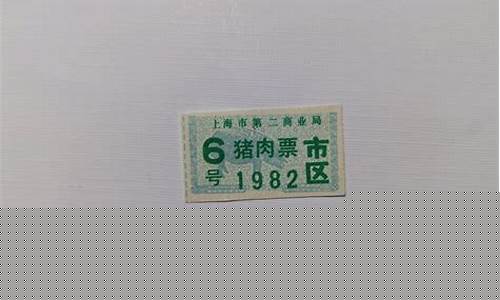 上海市第二商业局
6号 猪肉票 市区
1982